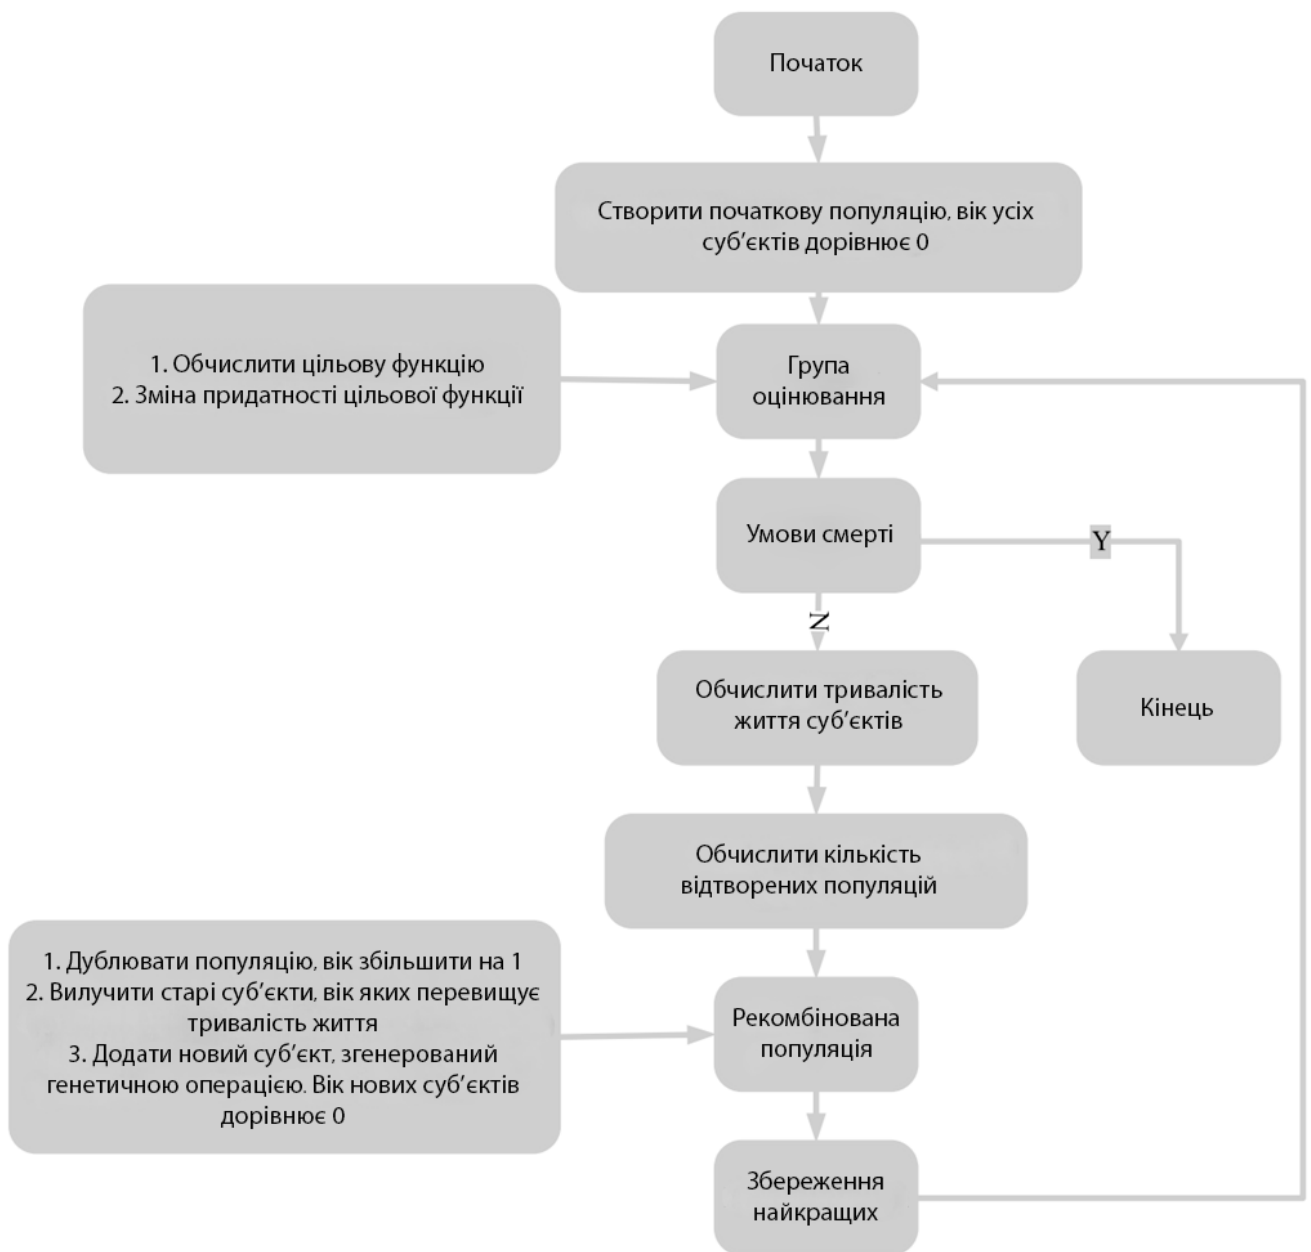 Початок
Створити початкову популяцію, вік усіх
суб'єктів дорівнює 0
1. Обчислити цільову функцію
2. Зміна придатності цільової функції
Група
оцінювання
Умови смерті
Y
N
Обчислити тривалість
життя суб'єктів
Кінець
Обчислити кількість
відтворених популяцій
1. Дублювати популяцію, вік збільшити на 1
2. Вилучити старі суб'єкти, вік яких перевищує
тривалість життя
3. Додати новий суб'єкт, згенерований
генетичною операцією. Вік нових суб'єктів
дорівнює 0
Рекомбінована
популяція
Збереження
найкращих